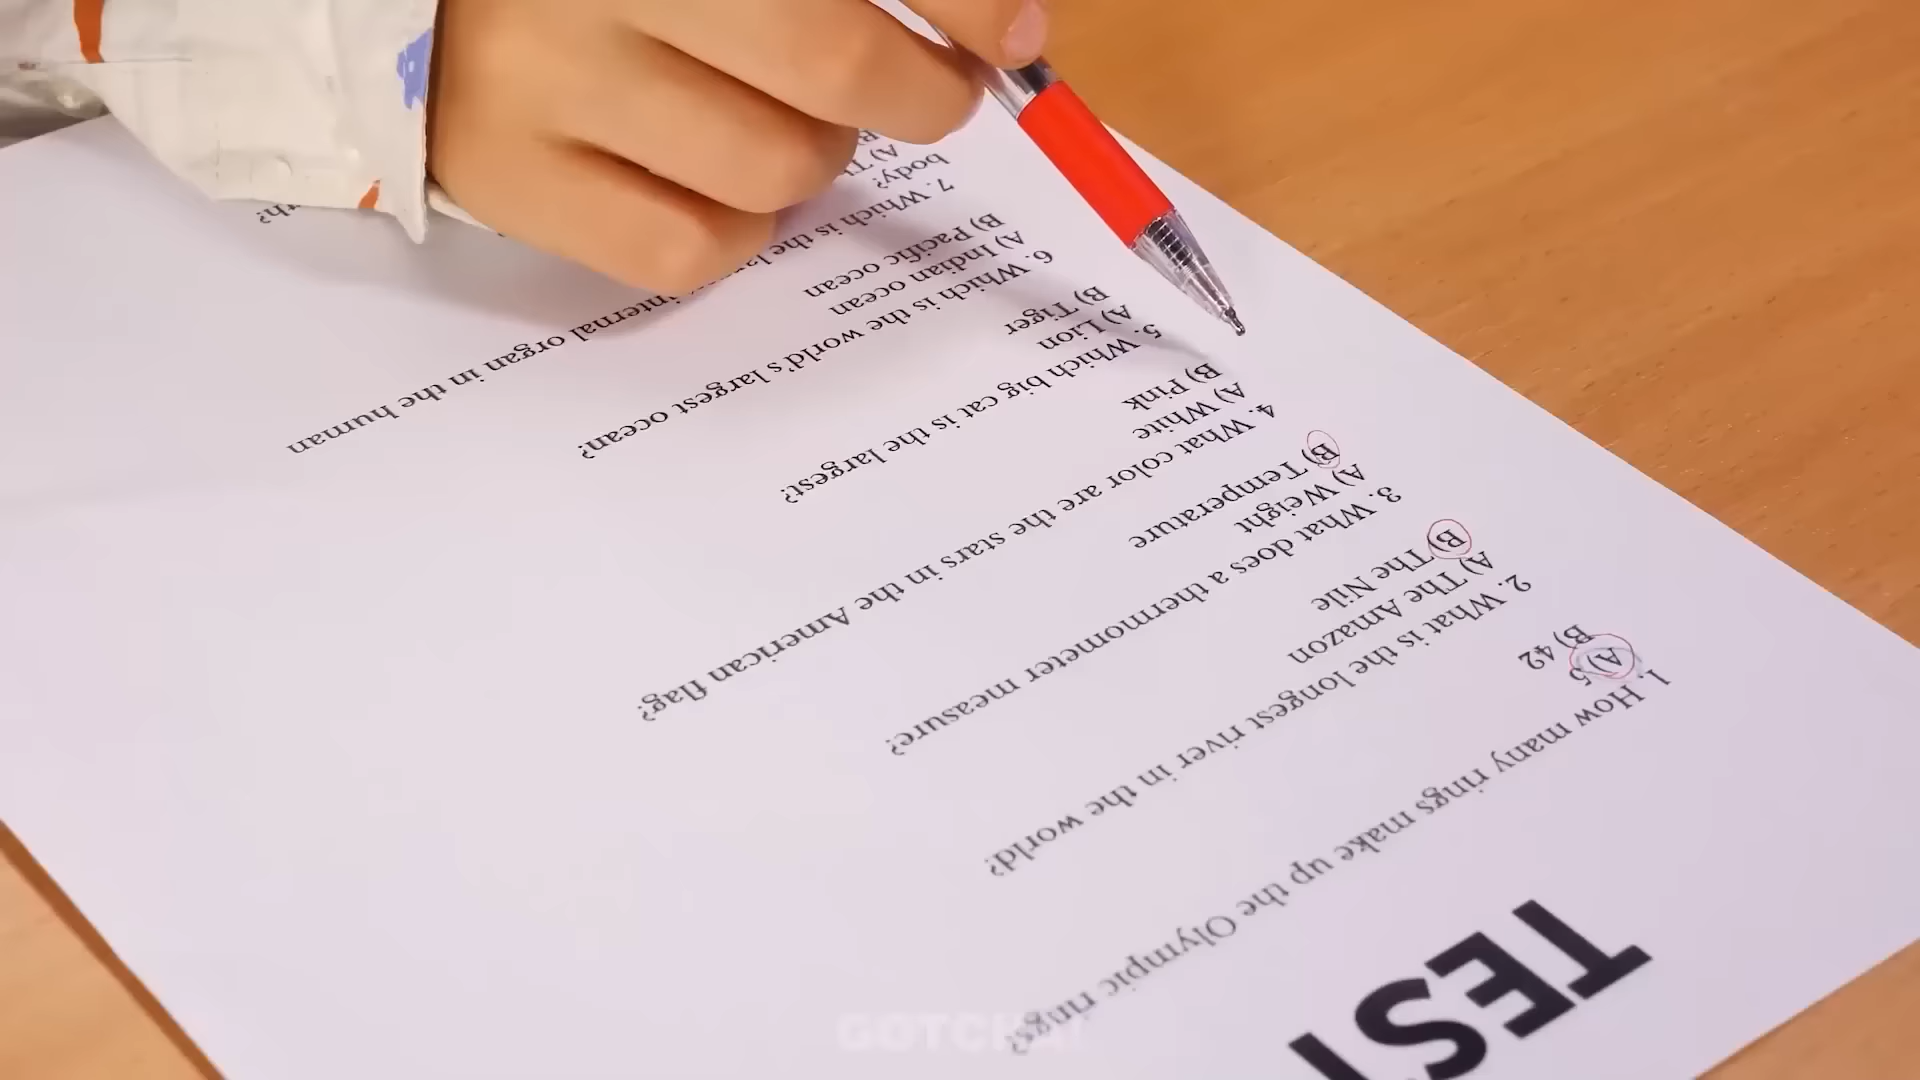 TEST
1. How many rings make up the Olympic rings?
A) 5
B) 42
2. What is the longest river in the world?
A) The Amazon
B) The Nile
3. What does a thermometer measure?
A) Weight
B) Temperature
4. What color are the stars in the American flag?
A) White
B) Pink
5. Which big cat is the largest?
A) Lion
B) Tiger
6. Which is the world's largest ocean?
A) Indian ocean
B) Pacific ocean
7. Which is the internal organ in the human
body?
A)
B
GOTCHA!